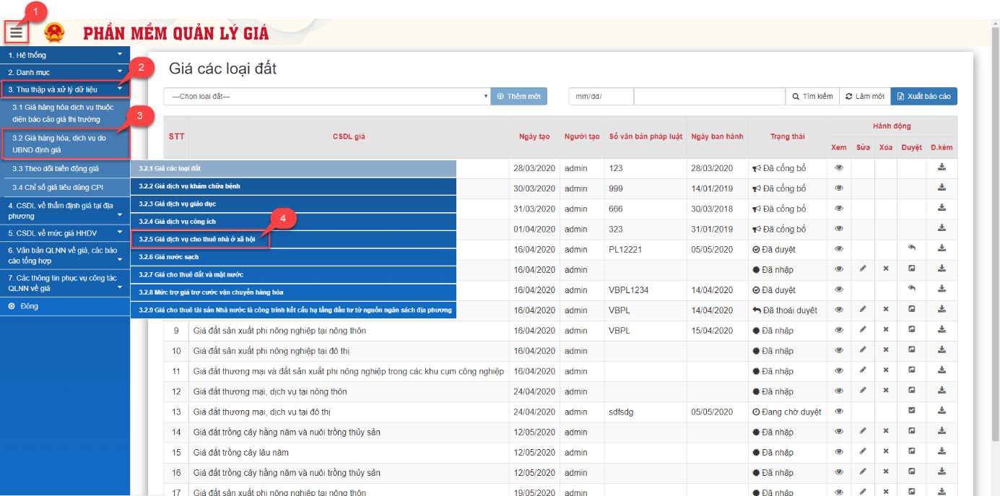 1
PHẦN MỀM QUẢN LÝ GIÁ
1. Hệ thống
2. Danh mục
2
3. Thu thập và xử lý dữ liệu
3.1 Giá hàng hóa dịch vụ thuộc
diện báo cáo giá thị trường
3
3.2 Giá hàng hóa, dịch vụ do
UBND định giá
3.3 Theo dõi biến động giá
3.4 Chỉ số giá tiêu dùng CPI
4. CSDL về thẩm định giá tại địa
phương
5. CSDL về mức giá HHDV
6. Văn bản QLNN về giá, các báo
cáo tổng hợp
7. Các thông tin phục vụ công tác
QLNN về giá
Đóng
3.2.1 Giá các loại đất
3.2.2 Giá dịch vụ khám chữa bệnh
3.2.3 Giá dịch vụ giáo dục
3.2.4 Giá dịch vụ công ích
4
3.2.5 Giá dịch vụ cho thuê nhà ở xã hội
3.2.6 Giá nước sạch
3.2.7 Giá cho thuê đất và mặt nước
3.2.8 Mức trợ giá trợ cước vận chuyển hàng hóa
3.2.9 Giá cho thuê tài sản Nhà nước là công trình kết cấu hạ tầng đầu tư từ nguồn ngân sách địa phương
Giá các loại đất
---Chọn loại đất--- Thêm mới mm/dd/ Tìm kiếm Làm mới Xuất báo cáo
STT CSDL giá Ngày tạo Người tạo Số văn bản pháp luật Ngày ban hành Trạng thái Hành động
Xem Sửa Xóa Duyệt Đ.kèm
28/03/2020 admin 123 28/03/2020 Đã công bố
30/03/2020 admin 999 14/01/2019 Đã công bố
31/03/2020 admin 666 30/03/2018 Đã công bố
01/04/2020 admin 323 31/01/2019 Đã công bố
16/04/2020 admin PL12221 05/05/2020 Đã duyệt
16/04/2020 admin Đã nhập
16/04/2020 admin VBPL1234 14/04/2020 Đã duyệt
16/04/2020 admin VBPL 14/04/2020 Đã thoái duyệt
9 Giá đất sản xuất phi nông nghiệp tại nông thôn 16/04/2020 admin VBPL 15/04/2020 Đã nhập
10 Giá đất sản xuất phi nông nghiệp tại đô thị 16/04/2020 admin Đã nhập
11 Giá đất thương mại và đất sản xuất phi nông nghiệp trong các khu cụm công nghiệp 16/04/2020 admin Đã nhập
12 Giá đất thương mại, dịch vụ tại nông thôn 24/04/2020 admin Đã nhập
13 Giá đất thương mại, dịch vụ tại đô thị 24/04/2020 admin sdfsdg 05/05/2020 Đang chờ duyệt
14 Giá đất trồng cây hằng năm và nuôi trồng thủy sản 12/05/2020 admin Đã nhập
15 Giá đất trồng cây lâu năm 12/05/2020 admin Đã nhập
16 Giá đất trồng cây hằng năm và nuôi trồng thủy sản 12/05/2020 admin Đã nhập
17 Giá đất sản xuất phi nông nghiệp tại nông thôn 19/05/2020 admin Đã nhập